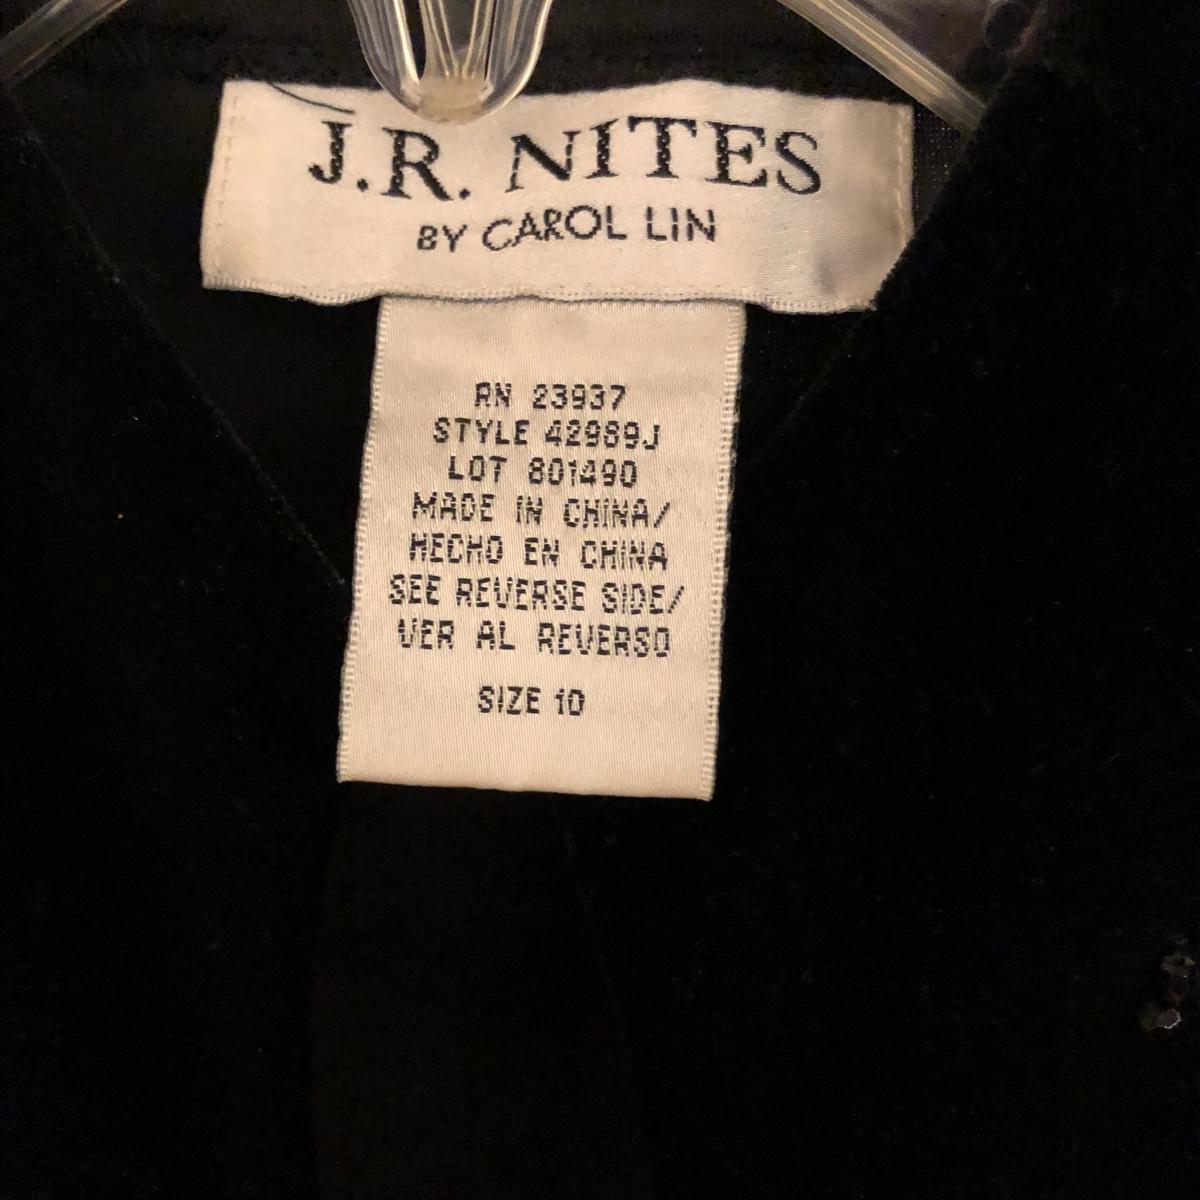 J.R. NITES
BY CAROL LIN
RN 23937
STYLE 42989J
LOT 801490
MADE IN CHINA/
HECHO EN CHINA
SEE REVERSE SIDE/
VER AL REVERSO
SIZE 10